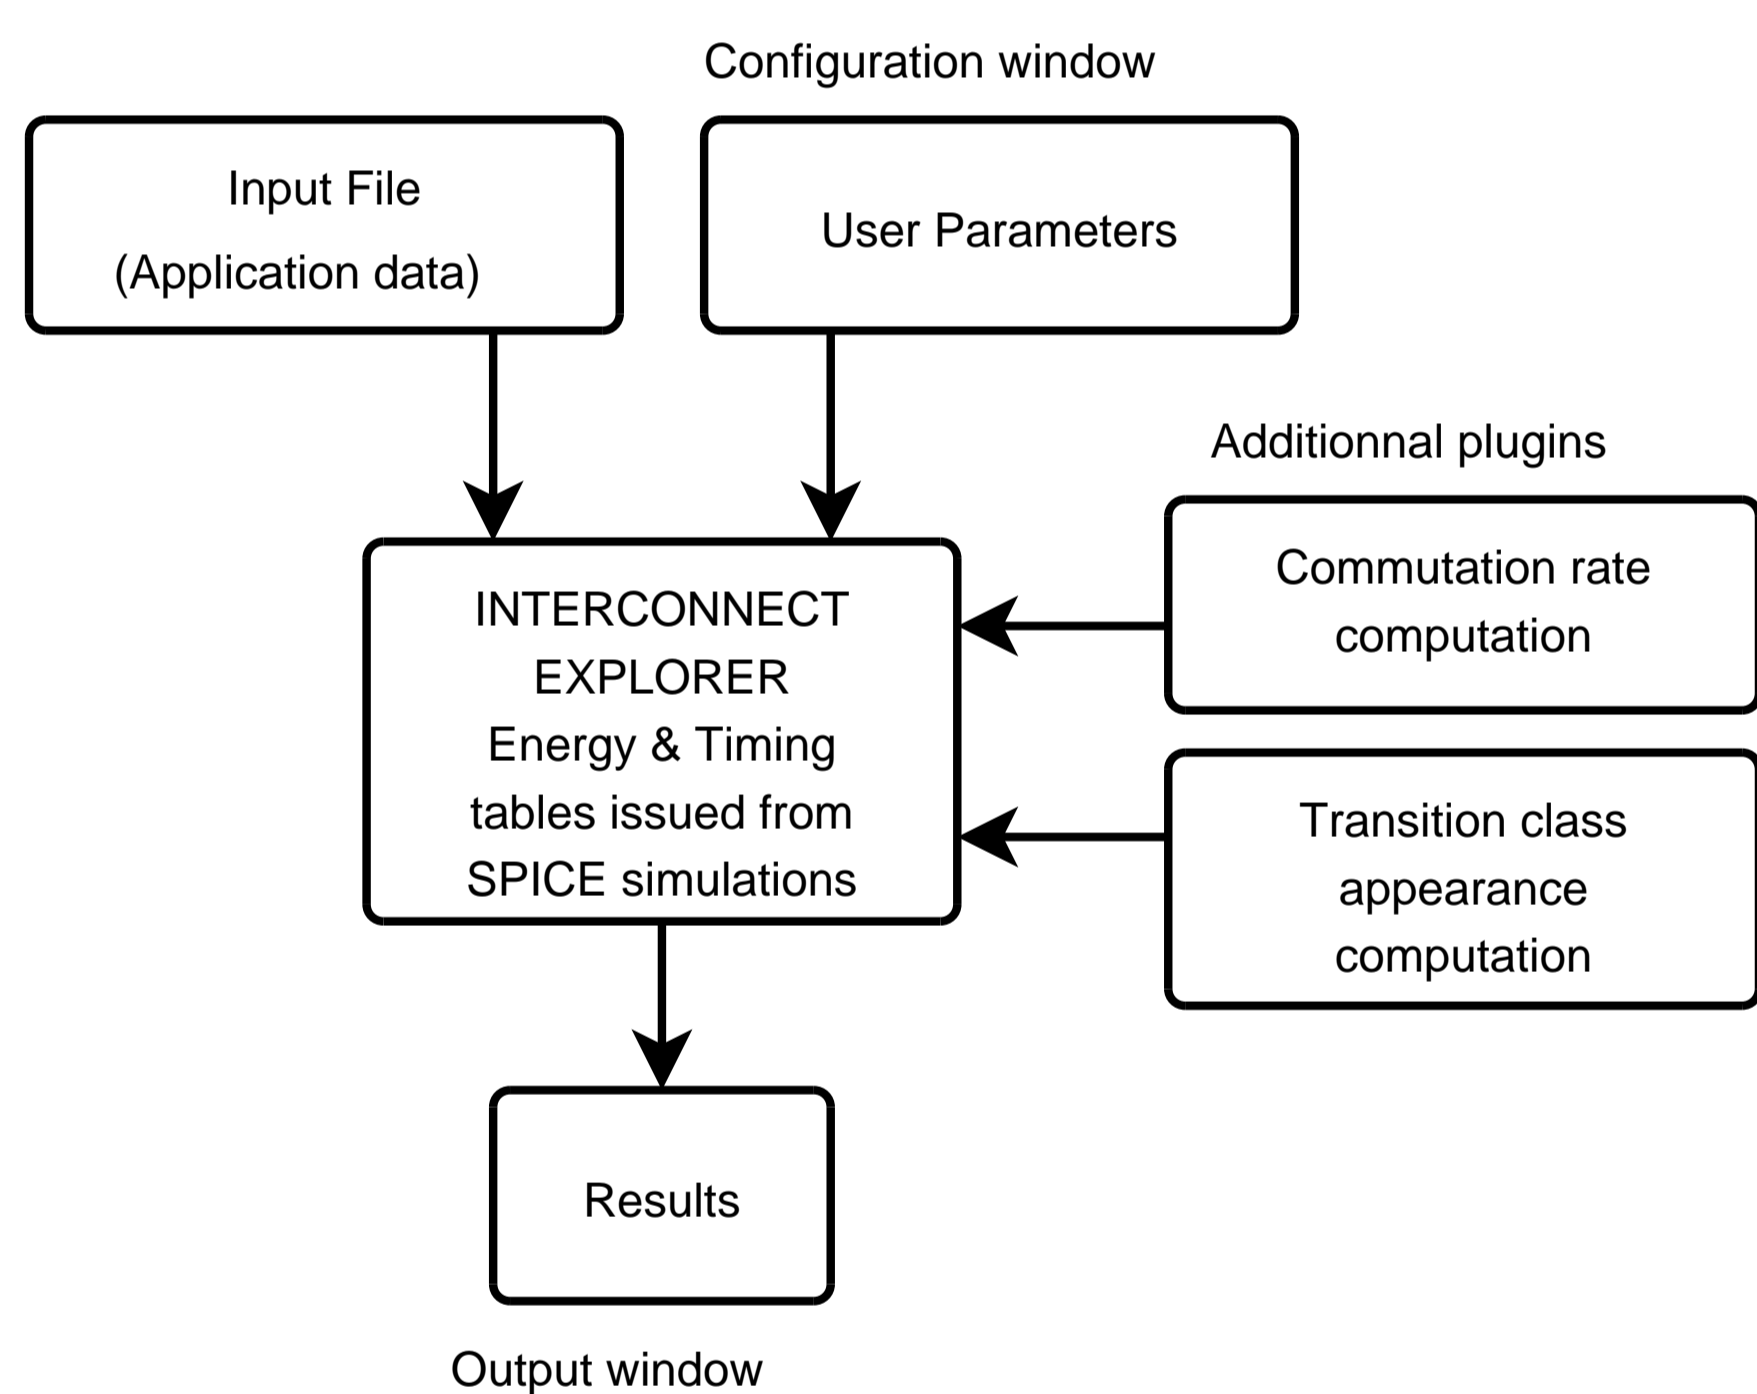 Configuration window
Input File
(Application data)
User Parameters
Additionnal plugins
Commutation rate
computation
INTERCONNECT
EXPLORER
Energy & Timing
tables issued from
SPICE simulations
Transition class
appearance
computation
Results
Output window